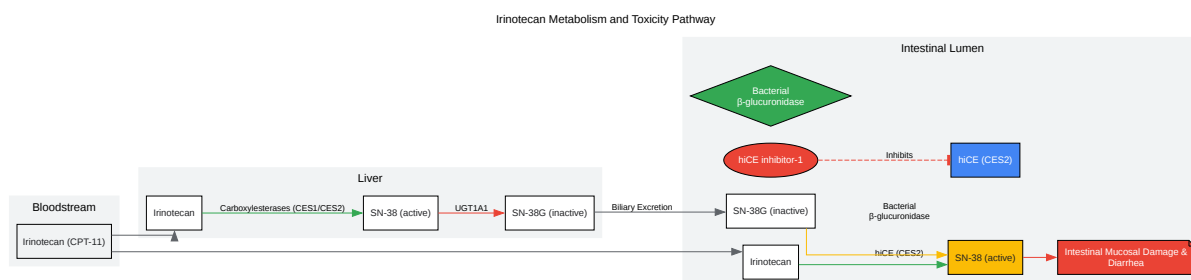 Irinotecan Metabolism and Toxicity Pathway
Intestinal Lumen
Bacterial
β-glucuronidase
hiCE inhibitor-1
Inhibits
hiCE (CES2)
Liver
Bloodstream
Irinotecan (CPT-11)
Irinotecan
Carboxylesterases (CES1/CES2)
SN-38 (active)
UGT1A1
SN-38G (inactive)
Biliary Excretion
SN-38G (inactive)
Bacterial
β-glucuronidase
Irinotecan
hiCE (CES2)
SN-38 (active)
Intestinal Mucosal Damage &
Diarrhea